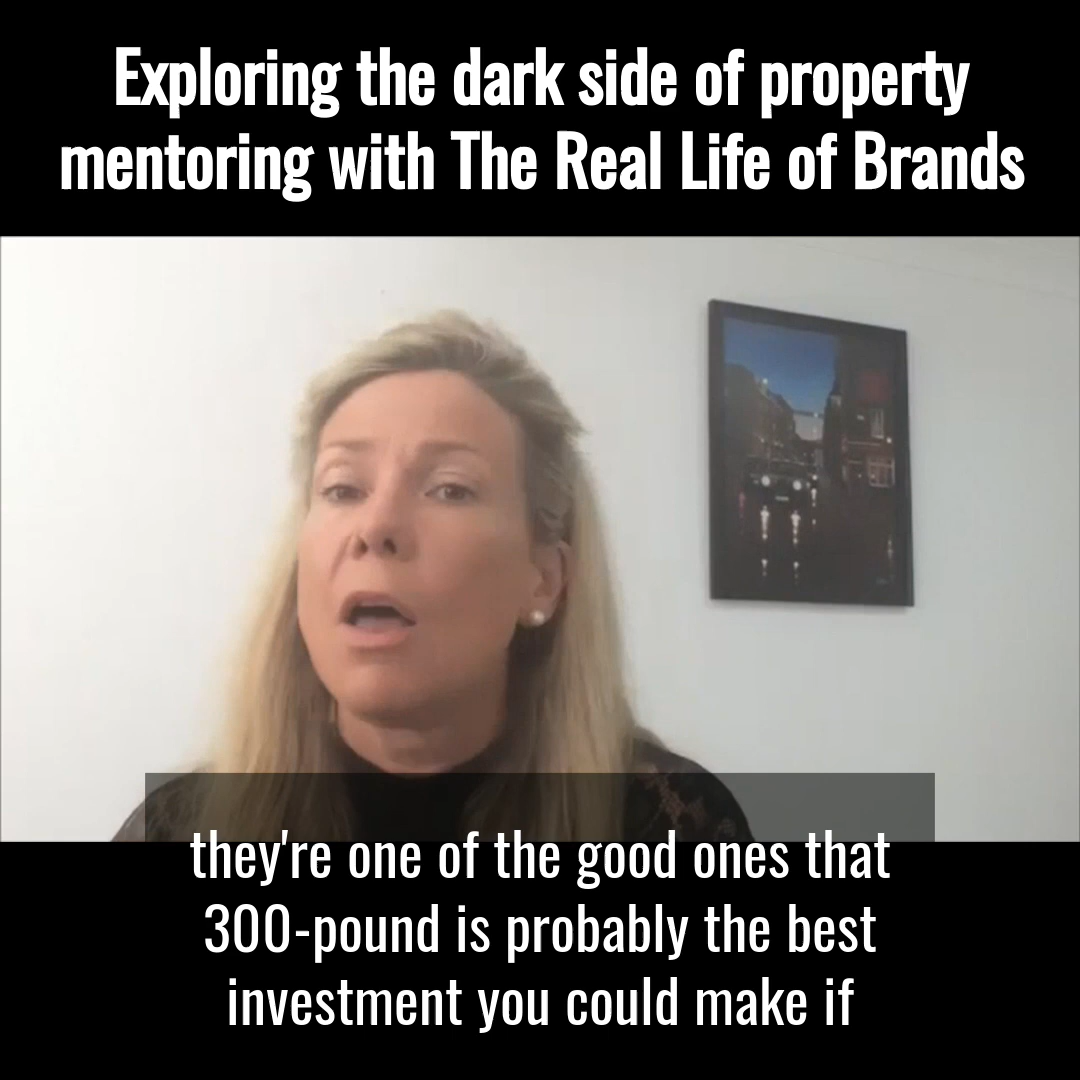 Exploring the dark side of property
mentoring with The Real Life of Brands
they're one of the good ones that
300-pound is probably the best
investment you could make if